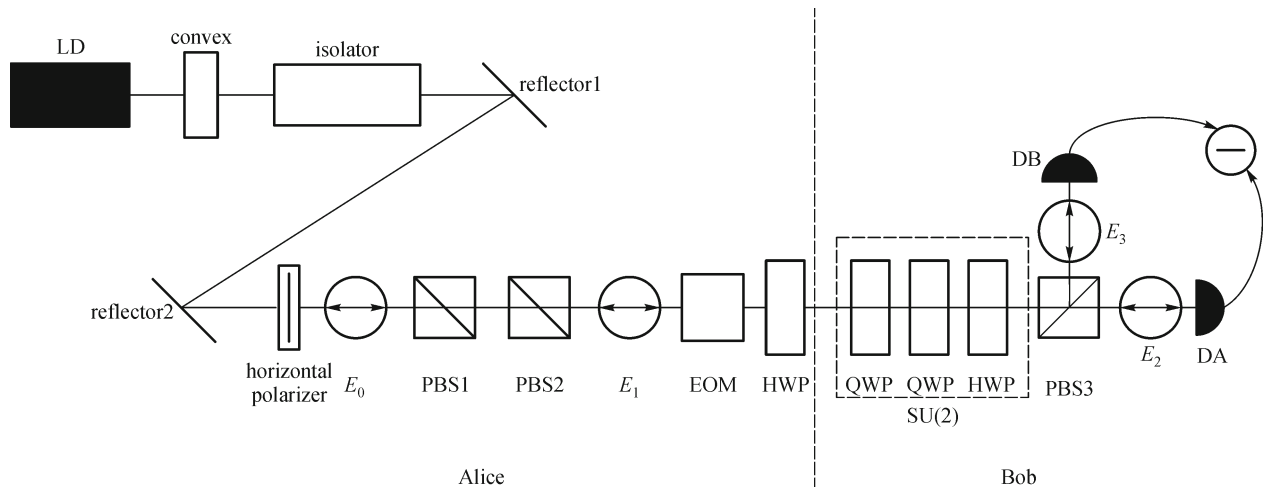 LD
convex
isolator
reflector1
DB
E3
reflector2
horizontal
polarizer
E0
PBS1
PBS2
E1
EOM
HWP
QWP
QWP
HWP
SU(2)
PBS3
E2
DA
Alice
Bob